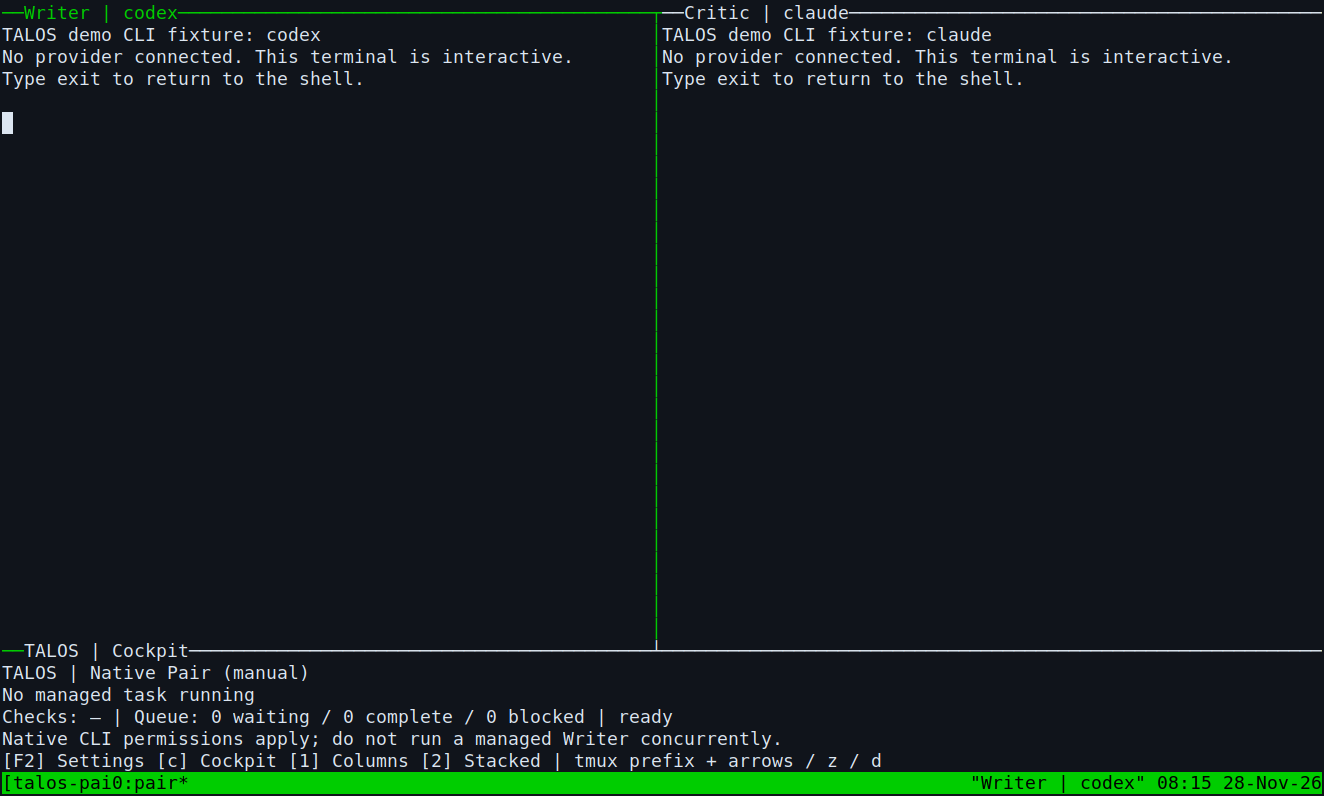 Writer | codex
TALOS demo CLI fixture: codex
No provider connected. This terminal is interactive.
Type exit to return to the shell.
Critic | claude
TALOS demo CLI fixture: claude
No provider connected. This terminal is interactive.
Type exit to return to the shell.
TALOS | Cockpit
TALOS | Native Pair (manual)
No managed task running
Checks: — | Queue: 0 waiting / 0 complete / 0 blocked | ready
Native CLI permissions apply; do not run a managed Writer concurrently.
[F2] Settings [c] Cockpit [1] Columns [2] Stacked | tmux prefix + arrows / z / d
[talos-pai0:pair* "Writer | codex" 08:15 28-Nov-26